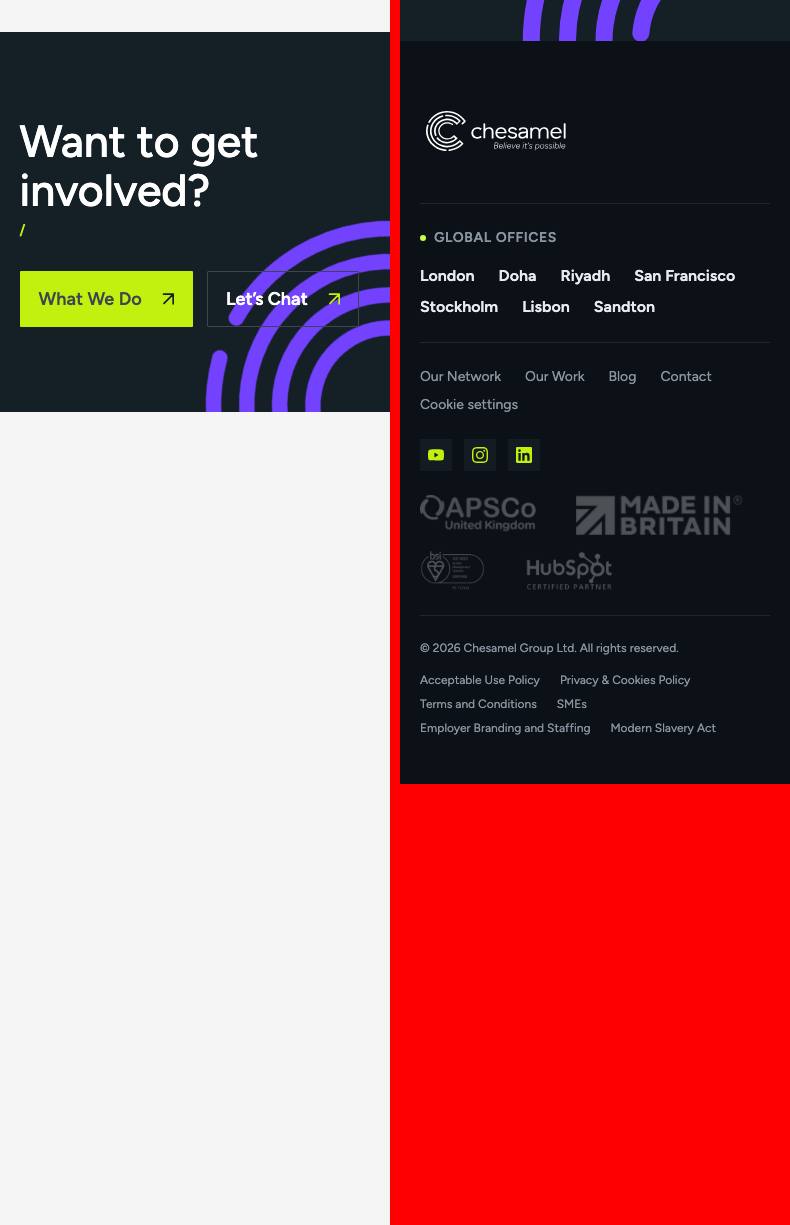 Want to get
involved?
/
What We Do
Let's Chat
chesamel
Believe it's possible
GLOBAL OFFICES
London Doha Riyadh San Francisco
Stockholm Lisbon Sandton
Our Network Our Work Blog Contact
Cookie settings
APSCo
United Kingdom
MADE IN
BRITAIN®
bsi
HubSpot
CERTIFIED PARTNER
© 2026 Chesamel Group Ltd. All rights reserved.
Acceptable Use Policy Privacy & Cookies Policy
Terms and Conditions SMEs
Employer Branding and Staffing Modern Slavery Act